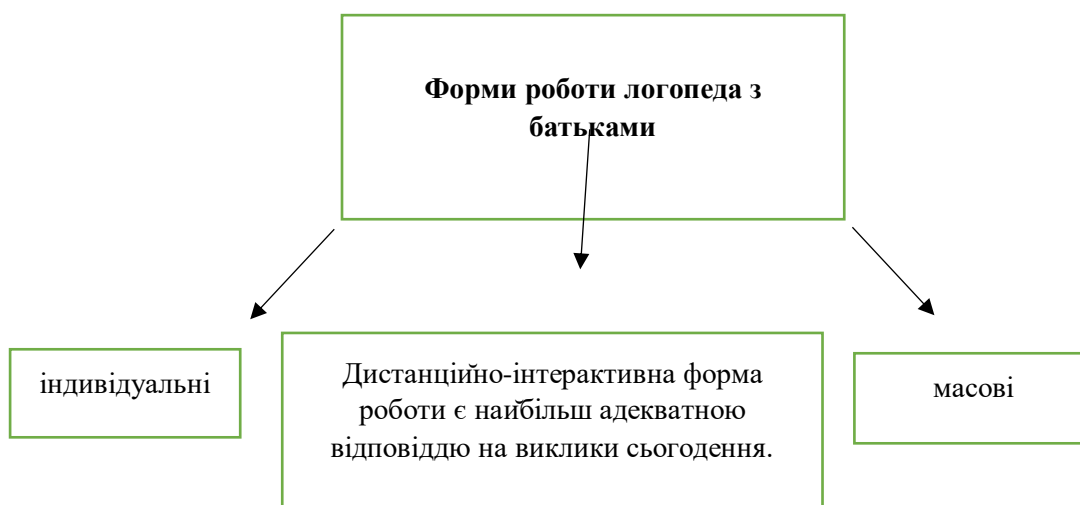 Форми роботи логопеда з
батьками
індивідуальні
Дистанційно-інтерактивна форма
роботи є найбільш адекватною
відповіддю на виклики сьогодення.
масові